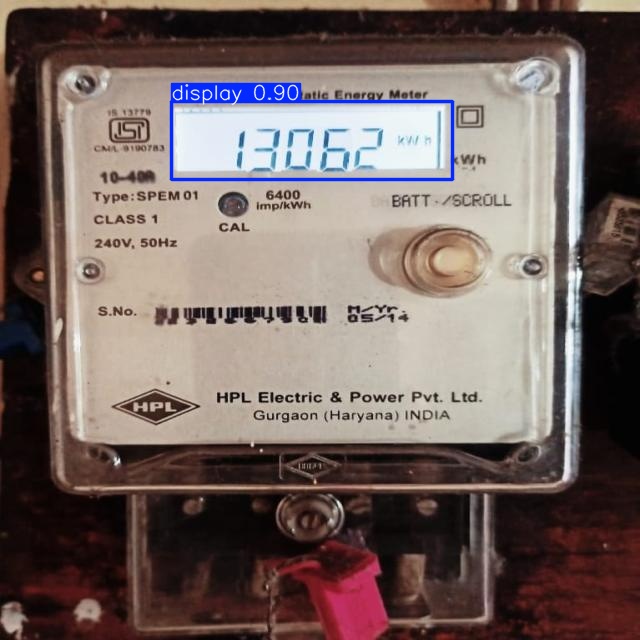 display 0.90
tatic Energy Meter
IS 13779
ISI
CM/L-9190783
13062 kWh
kWh
10-40A
Type:SPEM 01
6400
imp/kWh
BATT./SCROLL
CLASS 1
CAL
240V, 50Hz
S.No.
M/Yr
05/14
HPL
HPL Electric & Power Pvt. Ltd.
Gurgaon (Haryana) INDIA